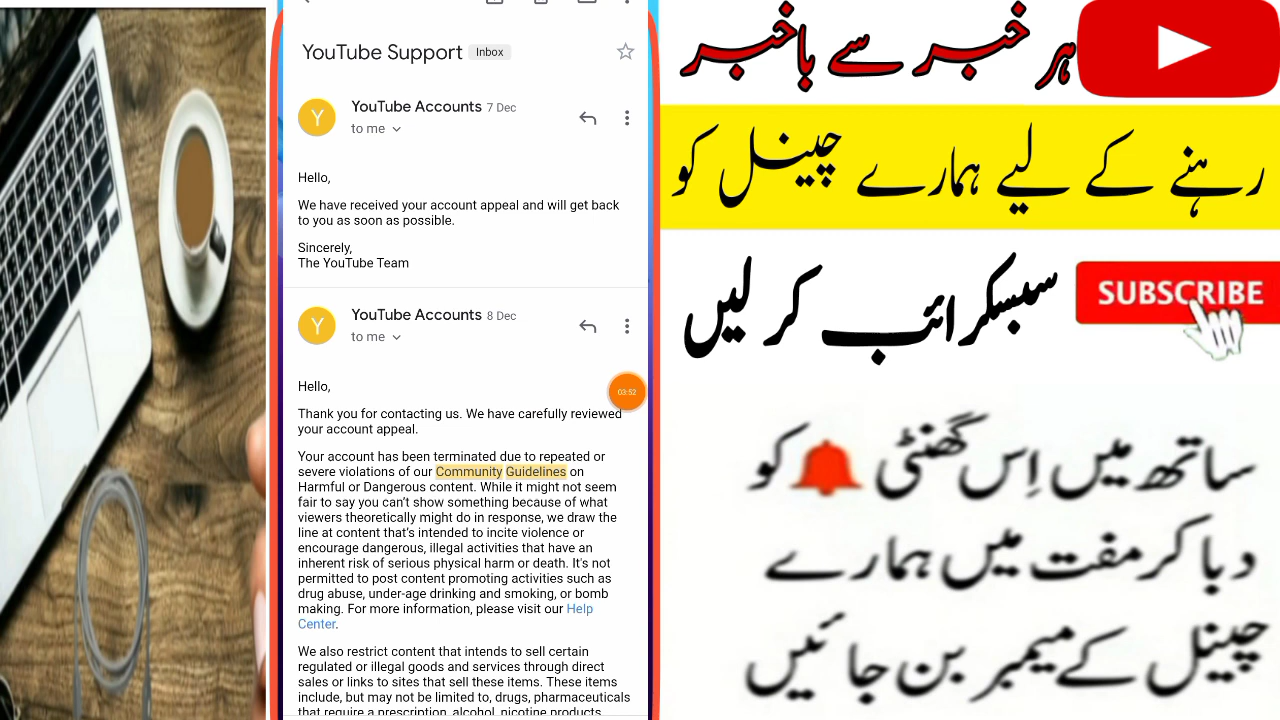 YouTube Support Inbox
Y
YouTube Accounts 7 Dec
to me
Hello,
We have received your account appeal and will get back
to you as soon as possible.
Sincerely,
The YouTube Team
Y
YouTube Accounts 8 Dec
to me
03:52
Hello,
Thank you for contacting us. We have carefully reviewed
your account appeal.
Your account has been terminated due to repeated or
severe violations of our Community Guidelines on
Harmful or Dangerous content. While it might not seem
fair to say you can't show something because of what
viewers theoretically might do in response, we draw the
line at content that's intended to incite violence or
encourage dangerous, illegal activities that have an
inherent risk of serious physical harm or death. It's not
permitted to post content promoting activities such as
drug abuse, under-age drinking and smoking, or bomb
making. For more information, please visit our Help
Center.
We also restrict content that intends to sell certain
regulated or illegal goods and services through direct
sales or links to sites that sell these items. These items
include, but may not be limited to, drugs, pharmaceuticals
that require a prescription, alcohol, nicotine products,
ہر خبر سے باخبر
رہنے کے لیے ہمارے چینل کو
سبسکرائب کر لیں
SUBSCRIBE
ساتھ میں اِس گھنٹی کو
دبا کر مفت میں ہمارے
چینل کے میمبر بن جائیں